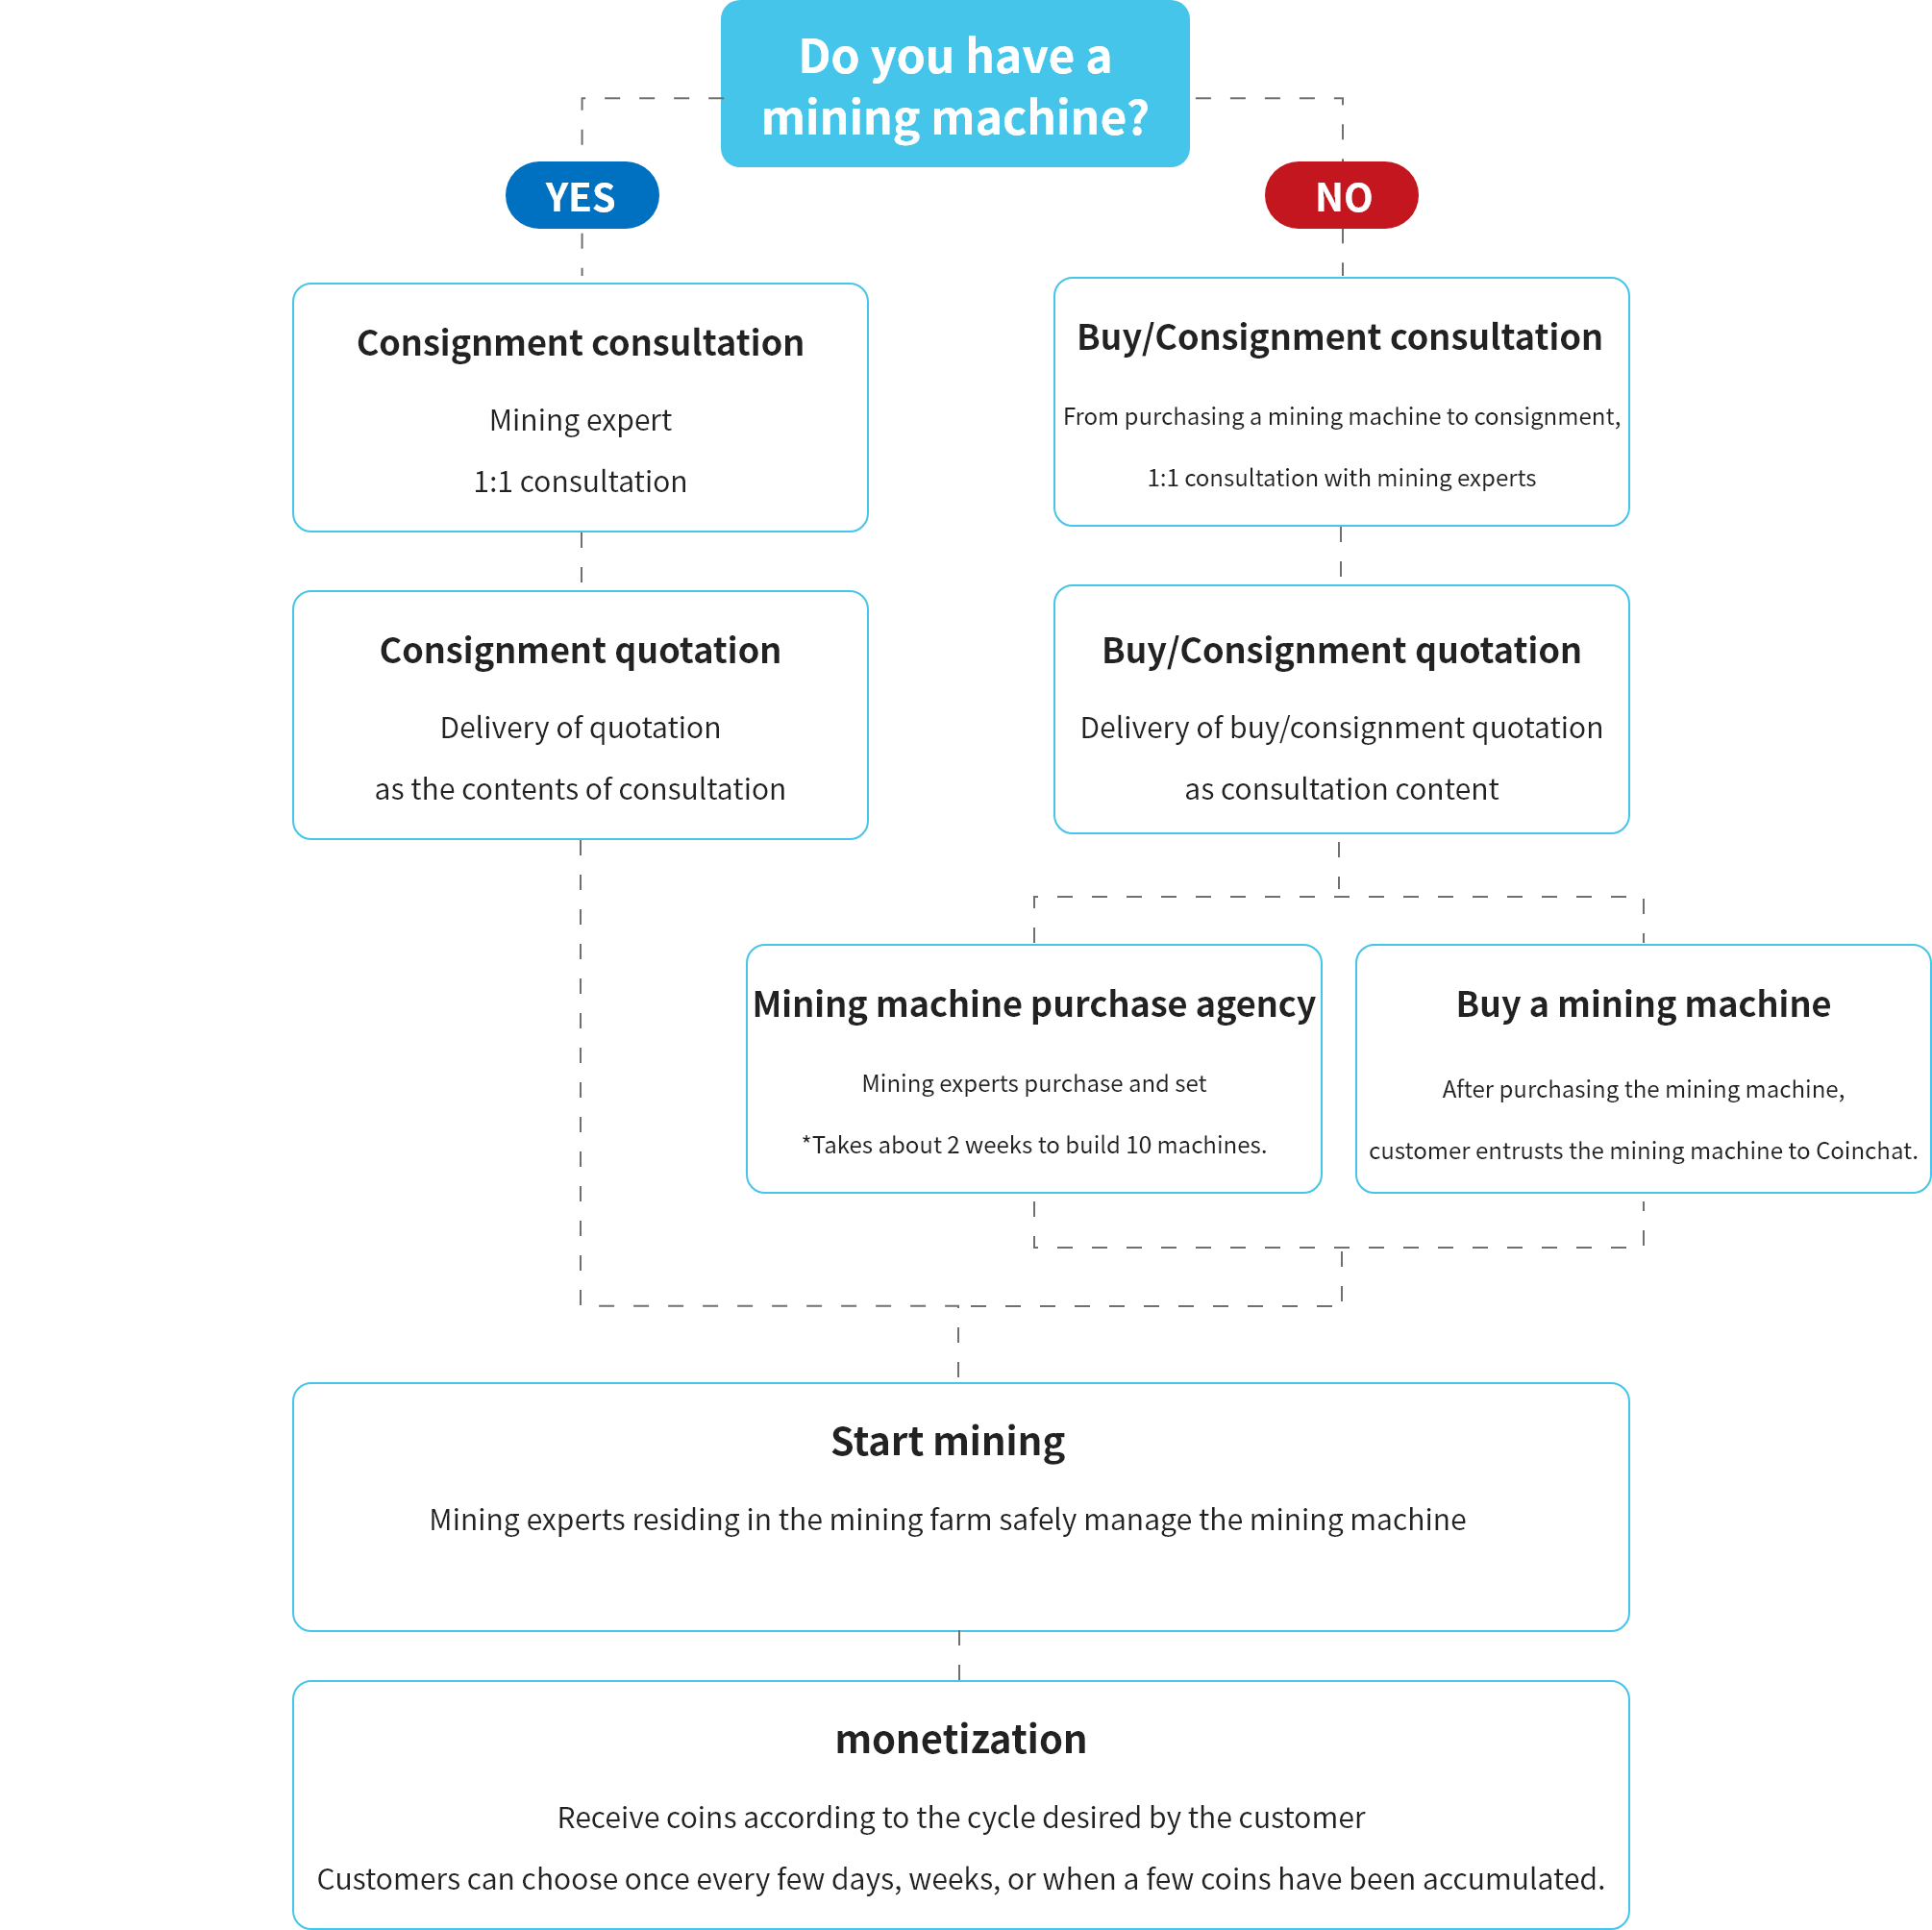 Do you have a
mining machine?
YES
NO
Consignment consultation
Mining expert
1:1 consultation
Buy/Consignment consultation
From purchasing a mining machine to consignment,
1:1 consultation with mining experts
Consignment quotation
Delivery of quotation
as the contents of consultation
Buy/Consignment quotation
Delivery of buy/consignment quotation
as consultation content
Mining machine purchase agency
Mining experts purchase and set
*Takes about 2 weeks to build 10 machines.
Buy a mining machine
After purchasing the mining machine,
customer entrusts the mining machine to Coinchat.
Start mining
Mining experts residing in the mining farm safely manage the mining machine
monetization
Receive coins according to the cycle desired by the customer
Customers can choose once every few days, weeks, or when a few coins have been accumulated.